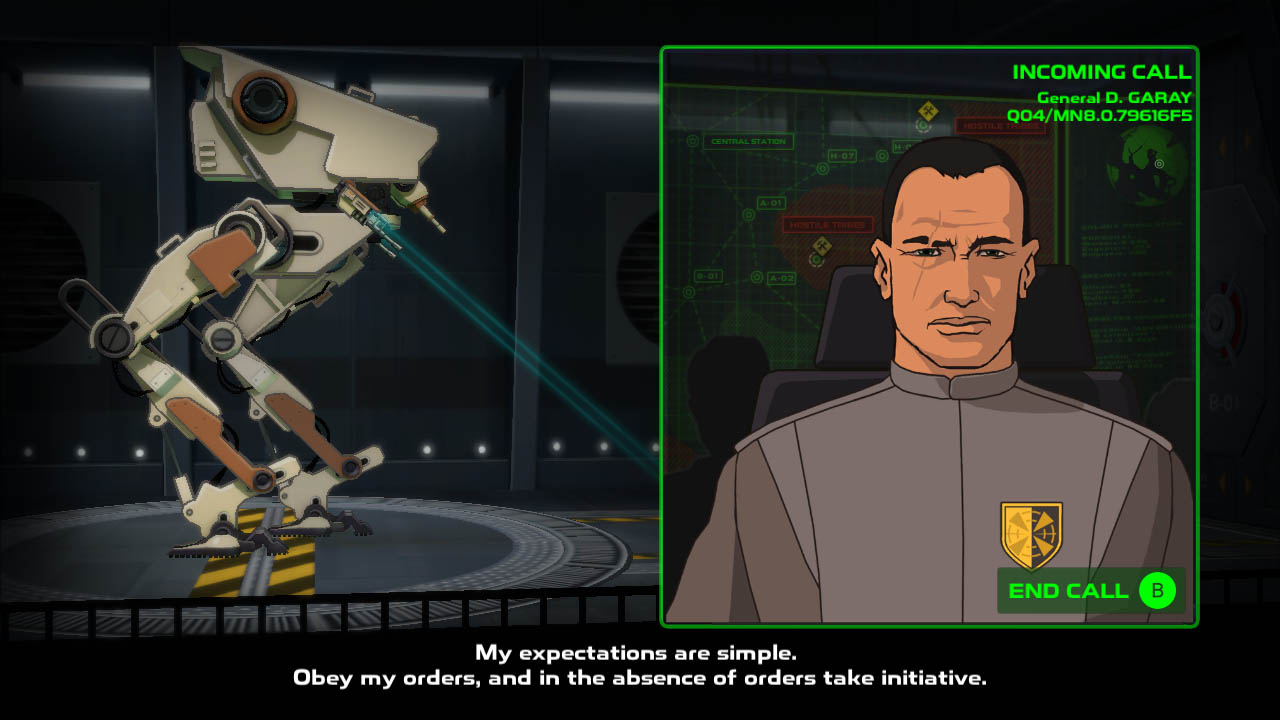 INCOMING CALL
General D. GARAY
Q04/MN8.0.79616F5
HOSTILE TRIBES
CENTRAL STATION
H-07
A-01
HOSTILE TRIBES
B-01
A-02
B-01
END CALL B
My expectations are simple.
Obey my orders, and in the absence of orders take initiative.